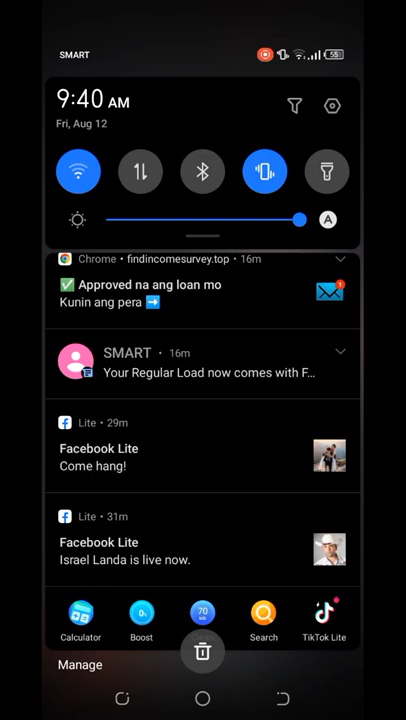 SMART
55
9:40 AM
Fri, Aug 12
A
Chrome • findincomesurvey.top • 16m
✅ Approved na ang loan mo
Kunin ang pera ➡️
1
SMART • 16m
Your Regular Load now comes with F...
Lite • 29m
Facebook Lite
Come hang!
Lite • 31m
Facebook Lite
Israel Landa is live now.
70
Calculator
Boost
Search
TikTok Lite
Manage